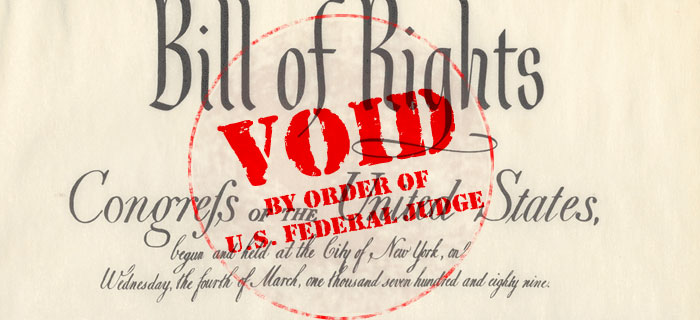 Bill of Rights
VOID
BY ORDER OF
U.S. FEDERAL JUDGE
Congreſs OF THE United States,
begun and held at the City of New York, on
Wednesday, the fourth of March, one thousand seven hundred and eighty nine.